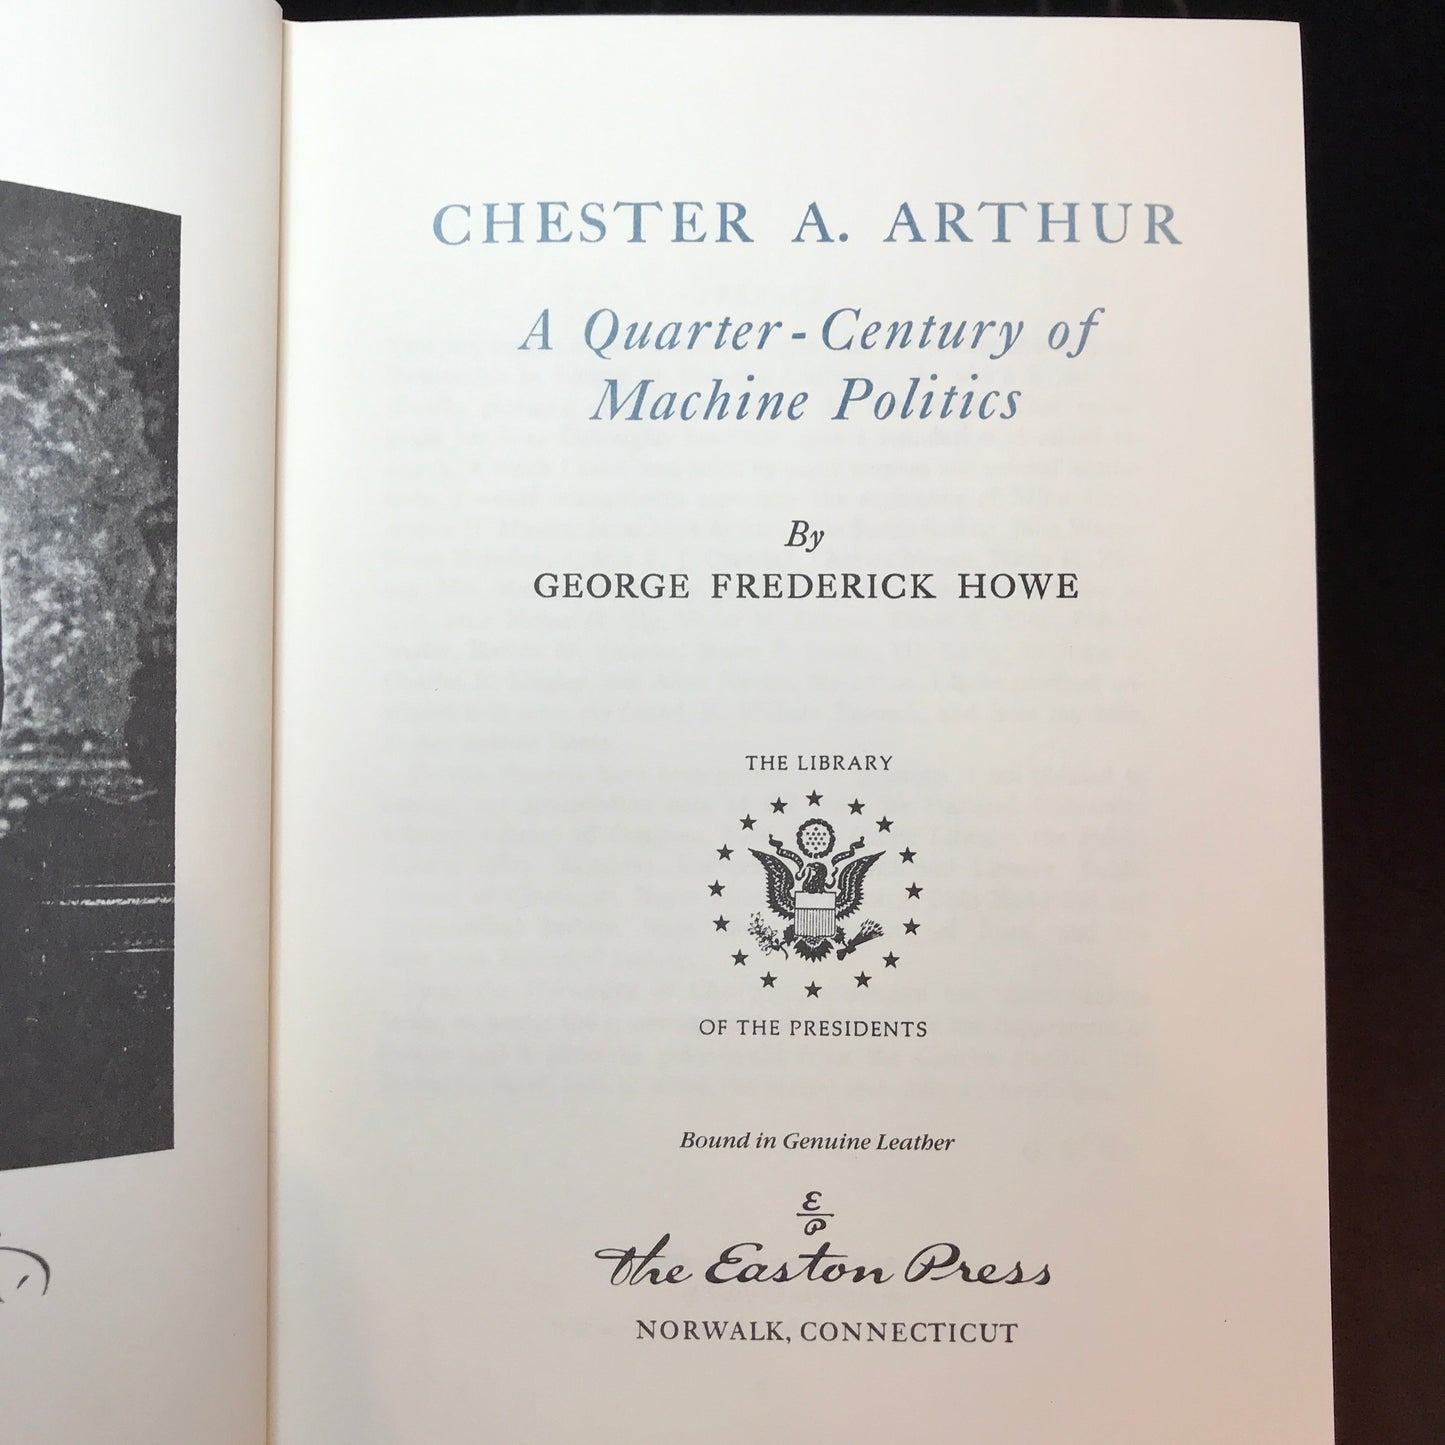 CHESTER A. ARTHUR
A Quarter-Century of
Machine Politics
By
GEORGE FREDERICK HOWE
THE LIBRARY
OF THE PRESIDENTS
Bound in Genuine Leather
E
P
The Easton Press
NORWALK, CONNECTICUT